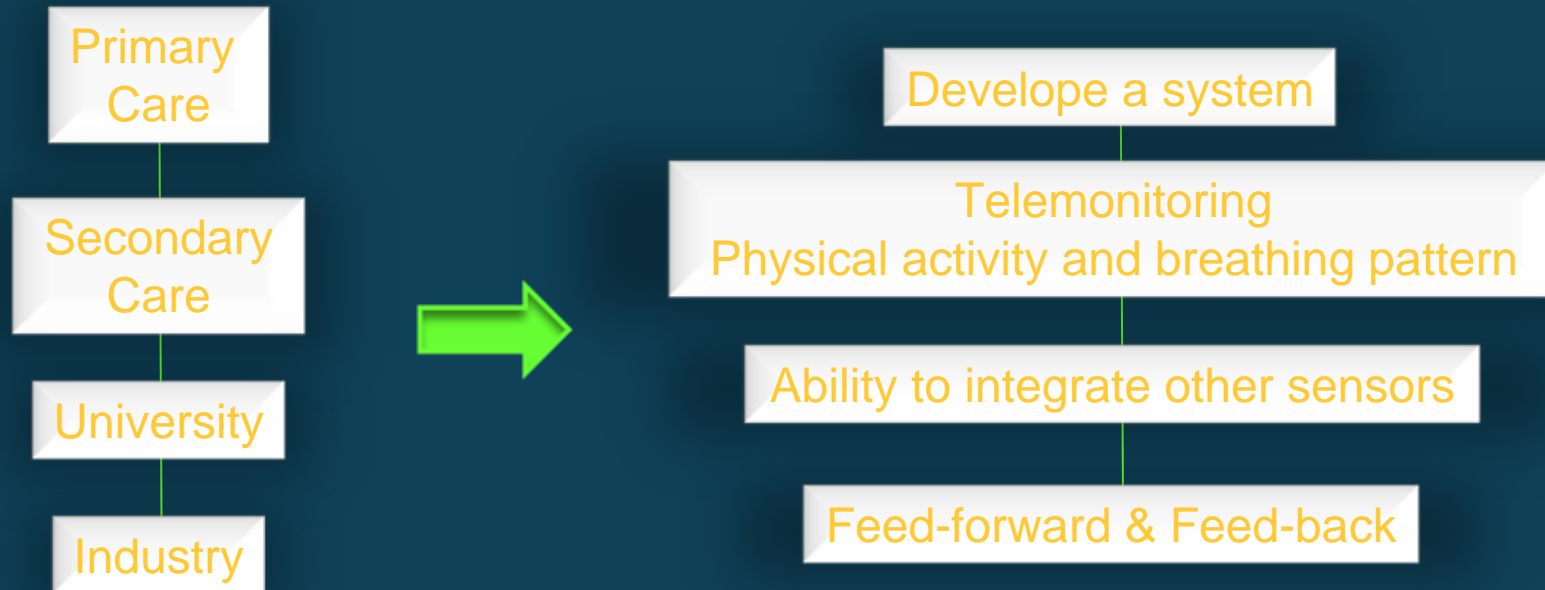 Primary
Care
Secondary
Care
University
Industry
Develope a system
Telemonitoring
Physical activity and breathing pattern
Ability to integrate other sensors
Feed-forward & Feed-back